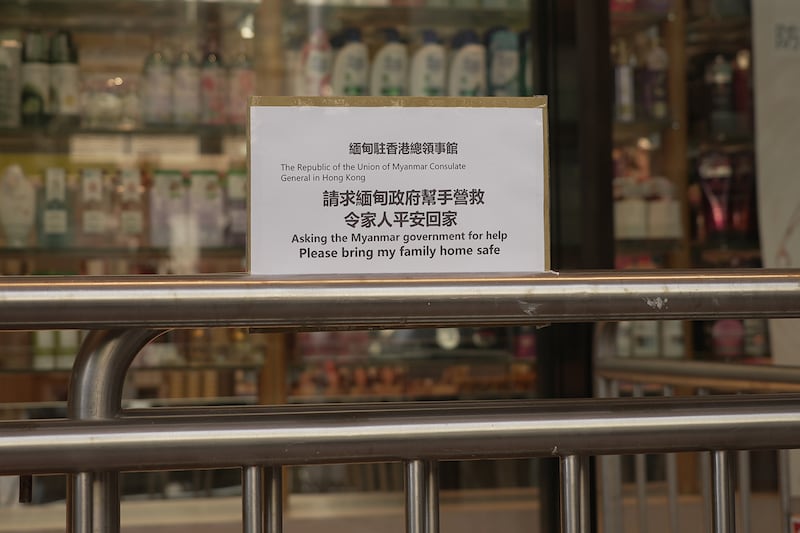 緬甸駐香港總領事館
The Republic of the Union of Myanmar Consulate
General in Hong Kong
請求緬甸政府幫手營救
令家人平安回家
Asking the Myanmar government for help
Please bring my family home safe
防